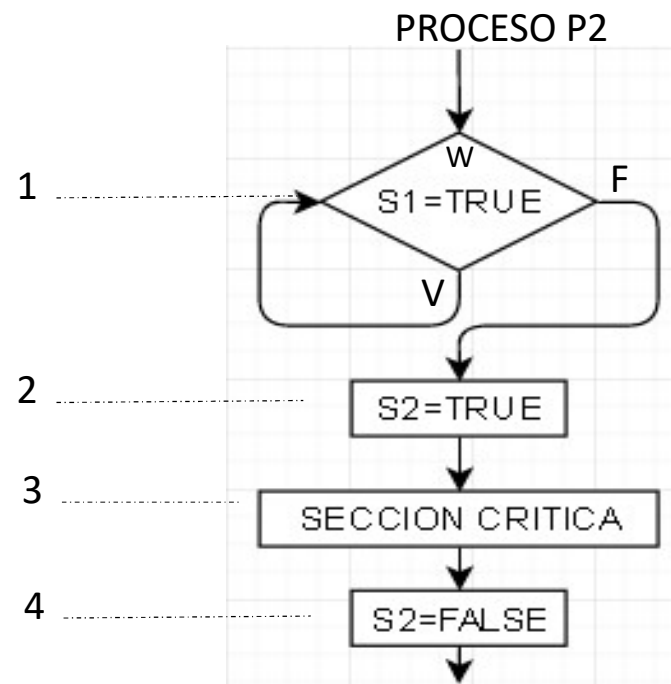 PROCESO P2
W
1 S1=TRUE F
V
2 S2=TRUE
3 SECCION CRITICA
4 S2=FALSE